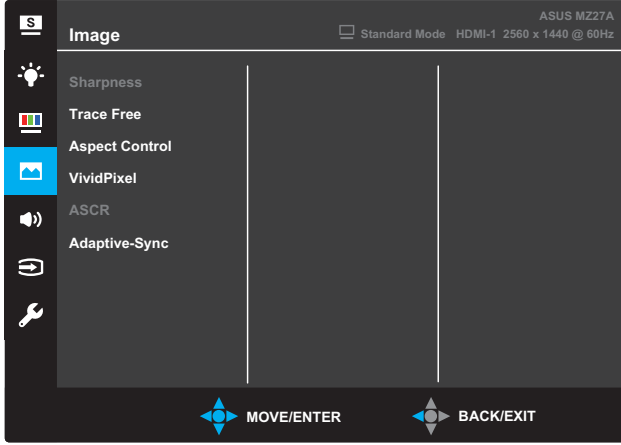 S
ASUS MZ27A
Image
Standard Mode HDMI-1 2560 x 1440 @ 60Hz
Sharpness
Trace Free
Aspect Control
VividPixel
ASCR
Adaptive-Sync
MOVE/ENTER BACK/EXIT